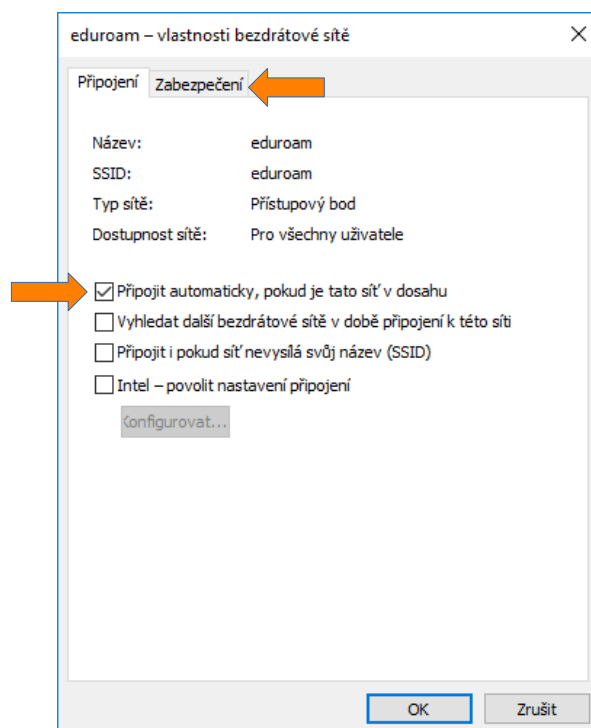 eduroam – vlastnosti bezdrátové sítě
Připojení Zabezpečení
Název: eduroam
SSID: eduroam
Typ sítě: Přístupový bod
Dostupnost sítě: Pro všechny uživatele
Připojit automaticky, pokud je tato síť v dosahu
Vyhledat další bezdrátové sítě v době připojení k této síti
Připojit i pokud síť nevysílá svůj název (SSID)
Intel – povolit nastavení připojení
Konfigurovat...
OK Zrušit